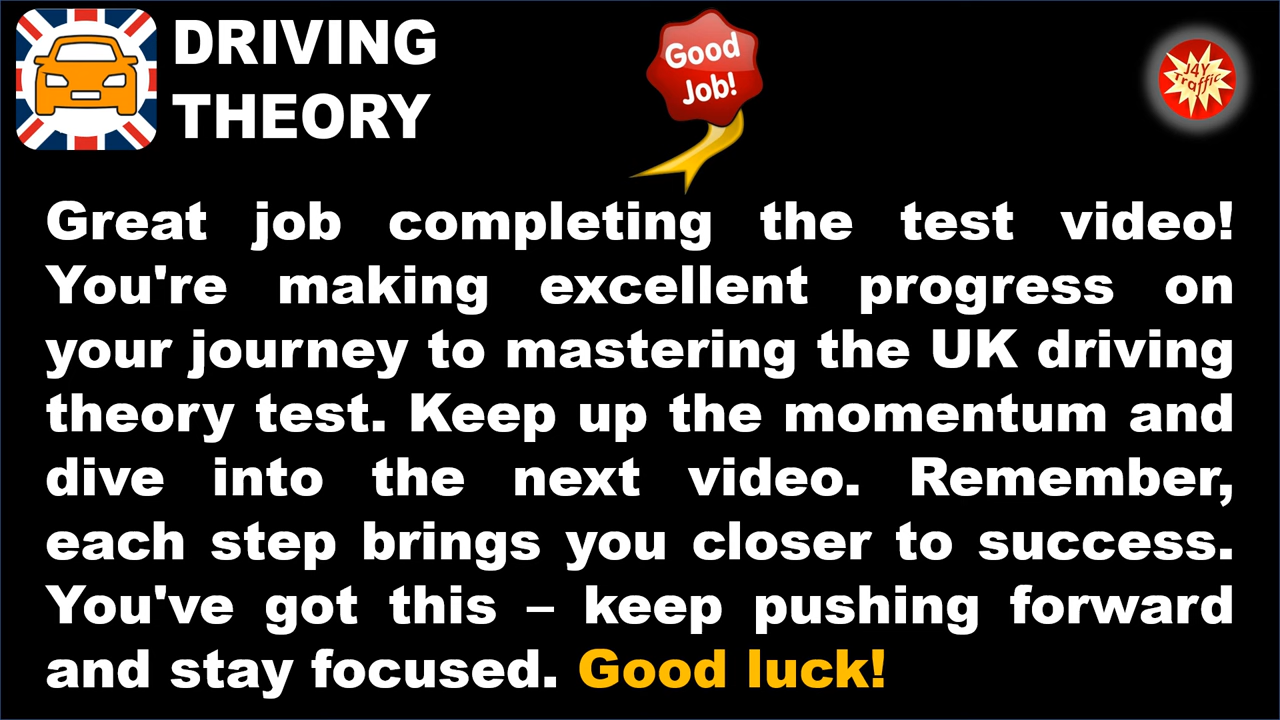 DRIVING
THEORY
Good
Job!
J4Y
Traffic
Great job completing the test video!
You're making excellent progress on
your journey to mastering the UK driving
theory test. Keep up the momentum and
dive into the next video. Remember,
each step brings you closer to success.
You've got this – keep pushing forward
and stay focused. Good luck!